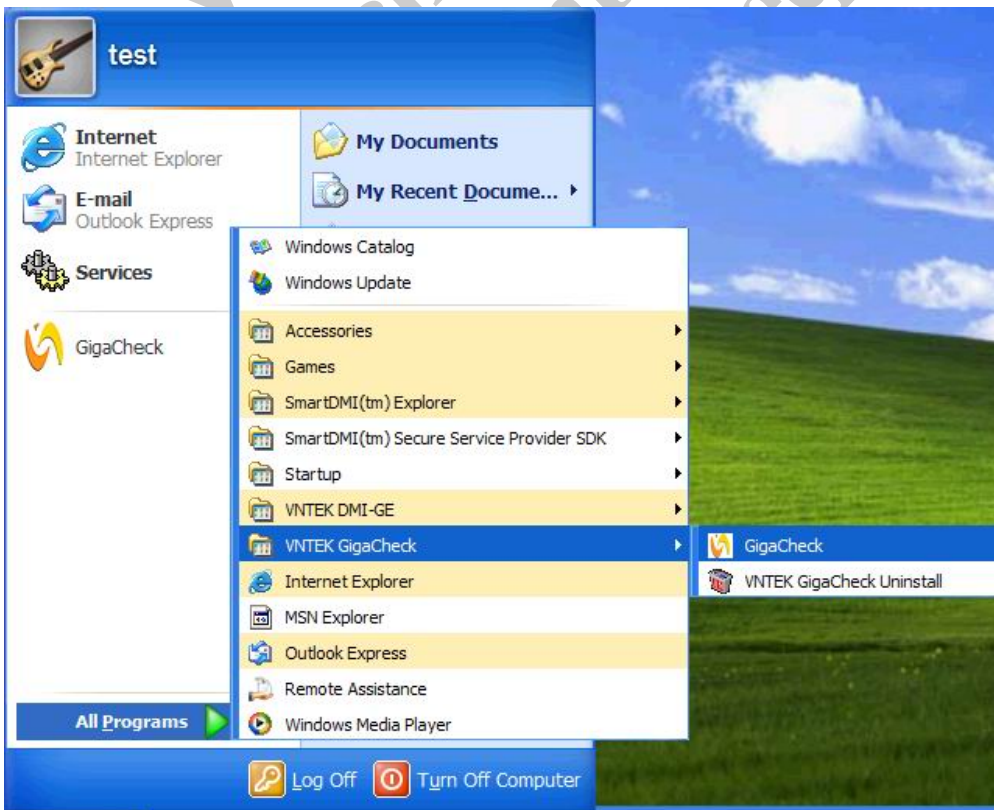 test
Internet
Internet Explorer
E-mail
Outlook Express
Services
GigaCheck
My Documents
My Recent Docume...
Windows Catalog
Windows Update
Accessories
Games
SmartDMI(tm) Explorer
SmartDMI(tm) Secure Service Provider SDK
Startup
VNTEK DMI-GE
VNTEK GigaCheck
Internet Explorer
MSN Explorer
Outlook Express
Remote Assistance
Windows Media Player
GigaCheck
VNTEK GigaCheck Uninstall
All Programs
Log Off
Turn Off Computer